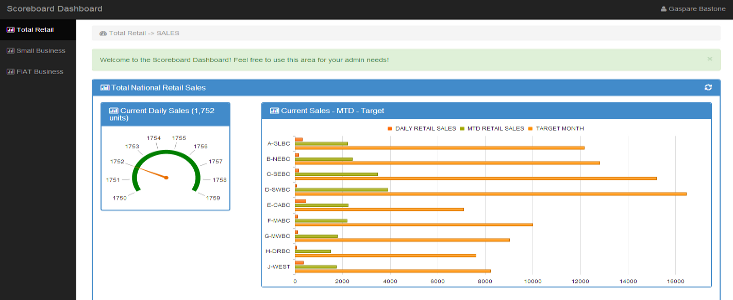 Scoreboard Dashboard
Gaspare Bastone
Total Retail
Small Business
FIAT Business
Total Retail -> SALES
Welcome to the Scoreboard Dashboard! Feel free to use this area for your admin needs!
×
Total National Retail Sales
Current Daily Sales (1,752
units)
1750
1751
1752
1753
1754
1755
1756
1757
1758
1759
Current Sales - MTD - Target
DAILY RETAIL SALES MTD RETAIL SALES TARGET MONTH
A-GLBC
B-NEBC
C-SEBC
D-SWBC
E-CABC
F-MABC
G-MWBC
H-DRBC
J-WEST
0 2000 4000 6000 8000 10000 12000 14000 16000